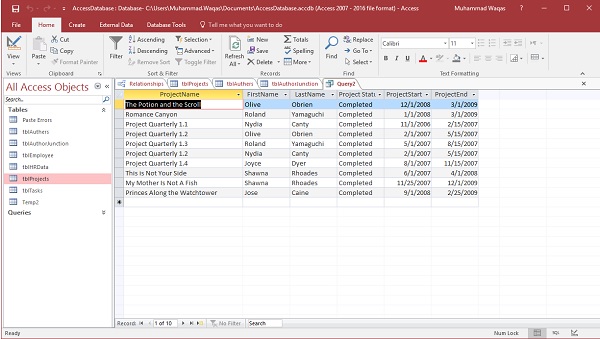 AccessDatabase : Database- C:\Users\Muhammad.Waqas\Documents\AccessDatabase.accdb (Access 2007 - 2016 file format) - Access
Muhammad Waqas
File Home Create External Data Database Tools Tell me what you want to do
View
Paste
Cut
Copy
Format Painter
Filter
Ascending
Descending
Remove Sort
Selection
Advanced
Toggle Filter
Refresh All
New
Save
Delete
Totals
Spelling
More
Find
Replace
Go To
Select
Calibri 11
B I U
Views Clipboard Sort & Filter Records Find Text Formatting
All Access Objects
Search...
Tables
Paste Errors
tblAuthers
tblAuthorJunction
tblEmployee
tblHRData
tblProjects
tblTasks
Temp2
Queries
Relationships tblProjects tblAuthers tblAuthorJunction Query2
ProjectName FirstName LastName Project Statu ProjectStart ProjectEnd
The Potion and the Scroll Olive Obrien Completed 12/1/2008 3/1/2009
Romance Canyon Roland Yamaguchi Completed 1/1/2008 3/1/2009
Project Quarterly 1.1 Nydia Canty Completed 11/1/2006 2/15/2007
Project Quarterly 1.2 Olive Obrien Completed 2/1/2007 5/15/2007
Project Quarterly 1.3 Roland Yamaguchi Completed 5/1/2007 8/15/2007
Project Quarterly 1.2 Nydia Canty Completed 2/1/2007 5/15/2007
Project Quarterly 1.4 Joyce Dyer Completed 8/1/2007 11/15/2007
This Is Not Your Side Shawna Rhoades Completed 6/1/2007 4/1/2008
My Mother Is Not A Fish Shawna Rhoades Completed 11/25/2007 12/1/2009
Princes Along the Watchtower Jose Caine Completed 9/1/2008 2/25/2009
Record: 1 of 10 No Filter Search
Ready
Num Lock SQL